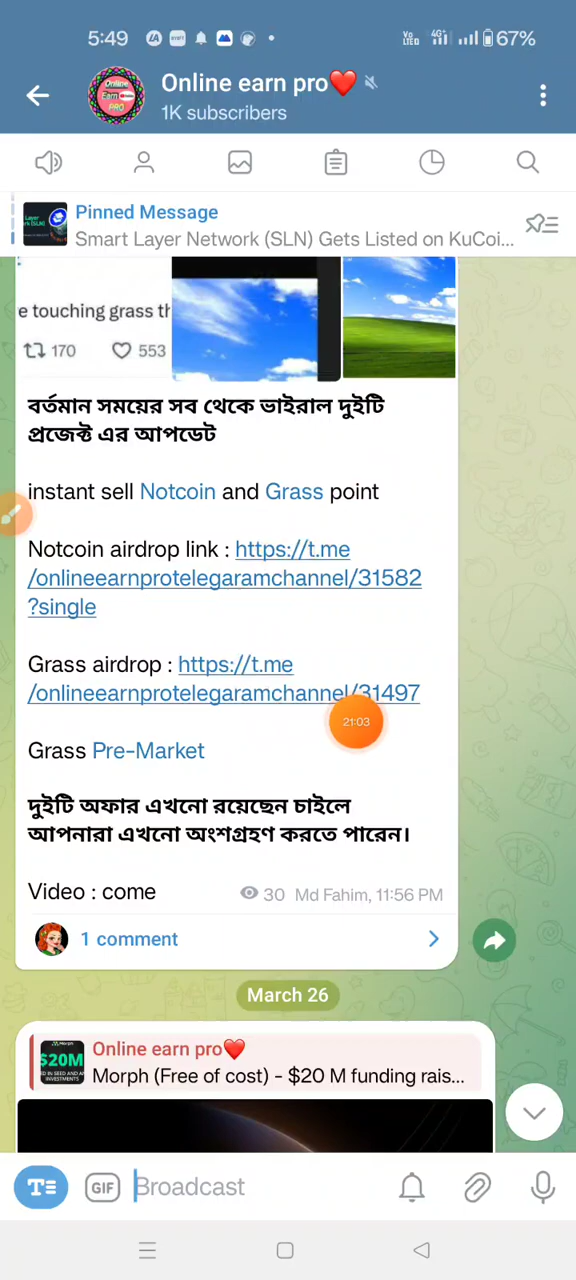 5:49
67%
Online earn pro❤️
1K subscribers
Pinned Message
Smart Layer Network (SLN) Gets Listed on KuCoi...
e touching grass th
170 553
বর্তমান সময়ের সব থেকে ভাইরাল দুইটি
প্রজেক্ট এর আপডেট
instant sell Notcoin and Grass point
Notcoin airdrop link : https://t.me
/onlineearnprotelegaramchannel/31582
?single
Grass airdrop : https://t.me
/onlineearnprotelegaramchannel/31497
21:03
Grass Pre-Market
দুইটি অফার এখনো রয়েছেন চাইলে
আপনারা এখনো অংশগ্রহণ করতে পারেন।
Video : come
30 Md Fahim, 11:56 PM
1 comment
March 26
Online earn pro❤️
Morph (Free of cost) - $20 M funding rais...
$20M
GIF
Broadcast